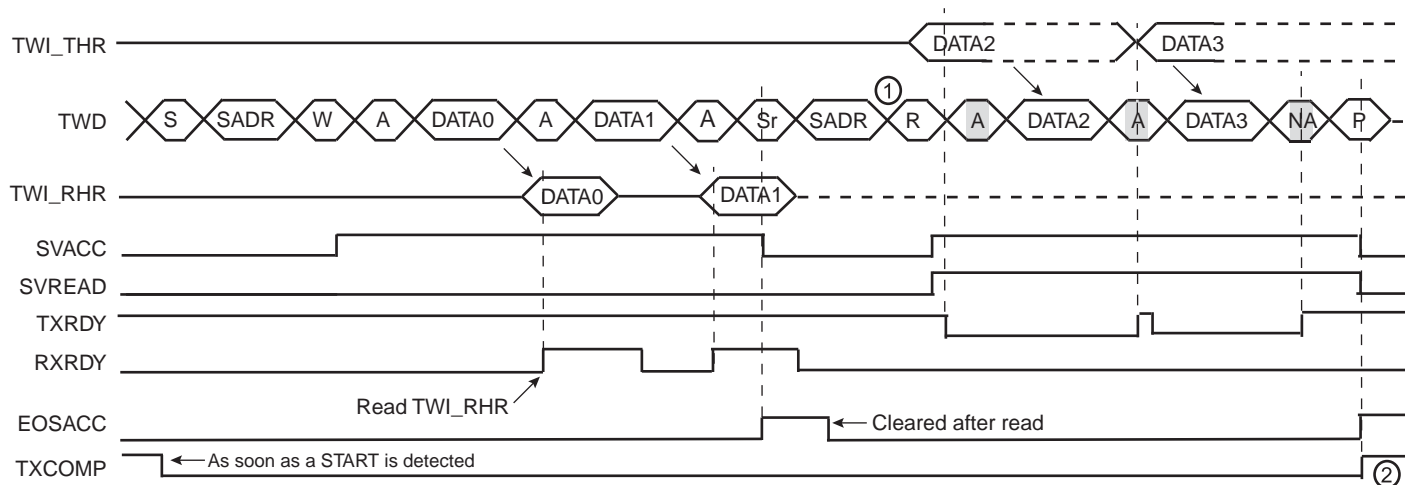 TWI_THR DATA2 DATA3
①
TWD S SADR W A DATA0 A DATA1 A Sr SADR R A DATA2 A DATA3 NA P
TWI_RHR DATA0 DATA1
SVACC
SVREAD
TXRDY
RXRDY
Read TWI_RHR
EOSACC Cleared after read
TXCOMP As soon as a START is detected ②